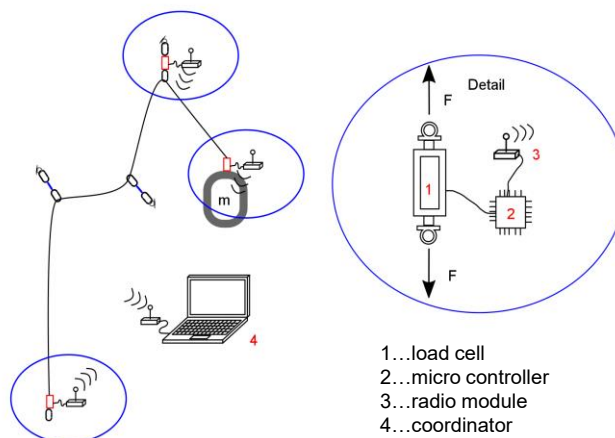 Detail
F
1
3
2
m
F
4
1…load cell
2…micro controller
3…radio module
4…coordinator